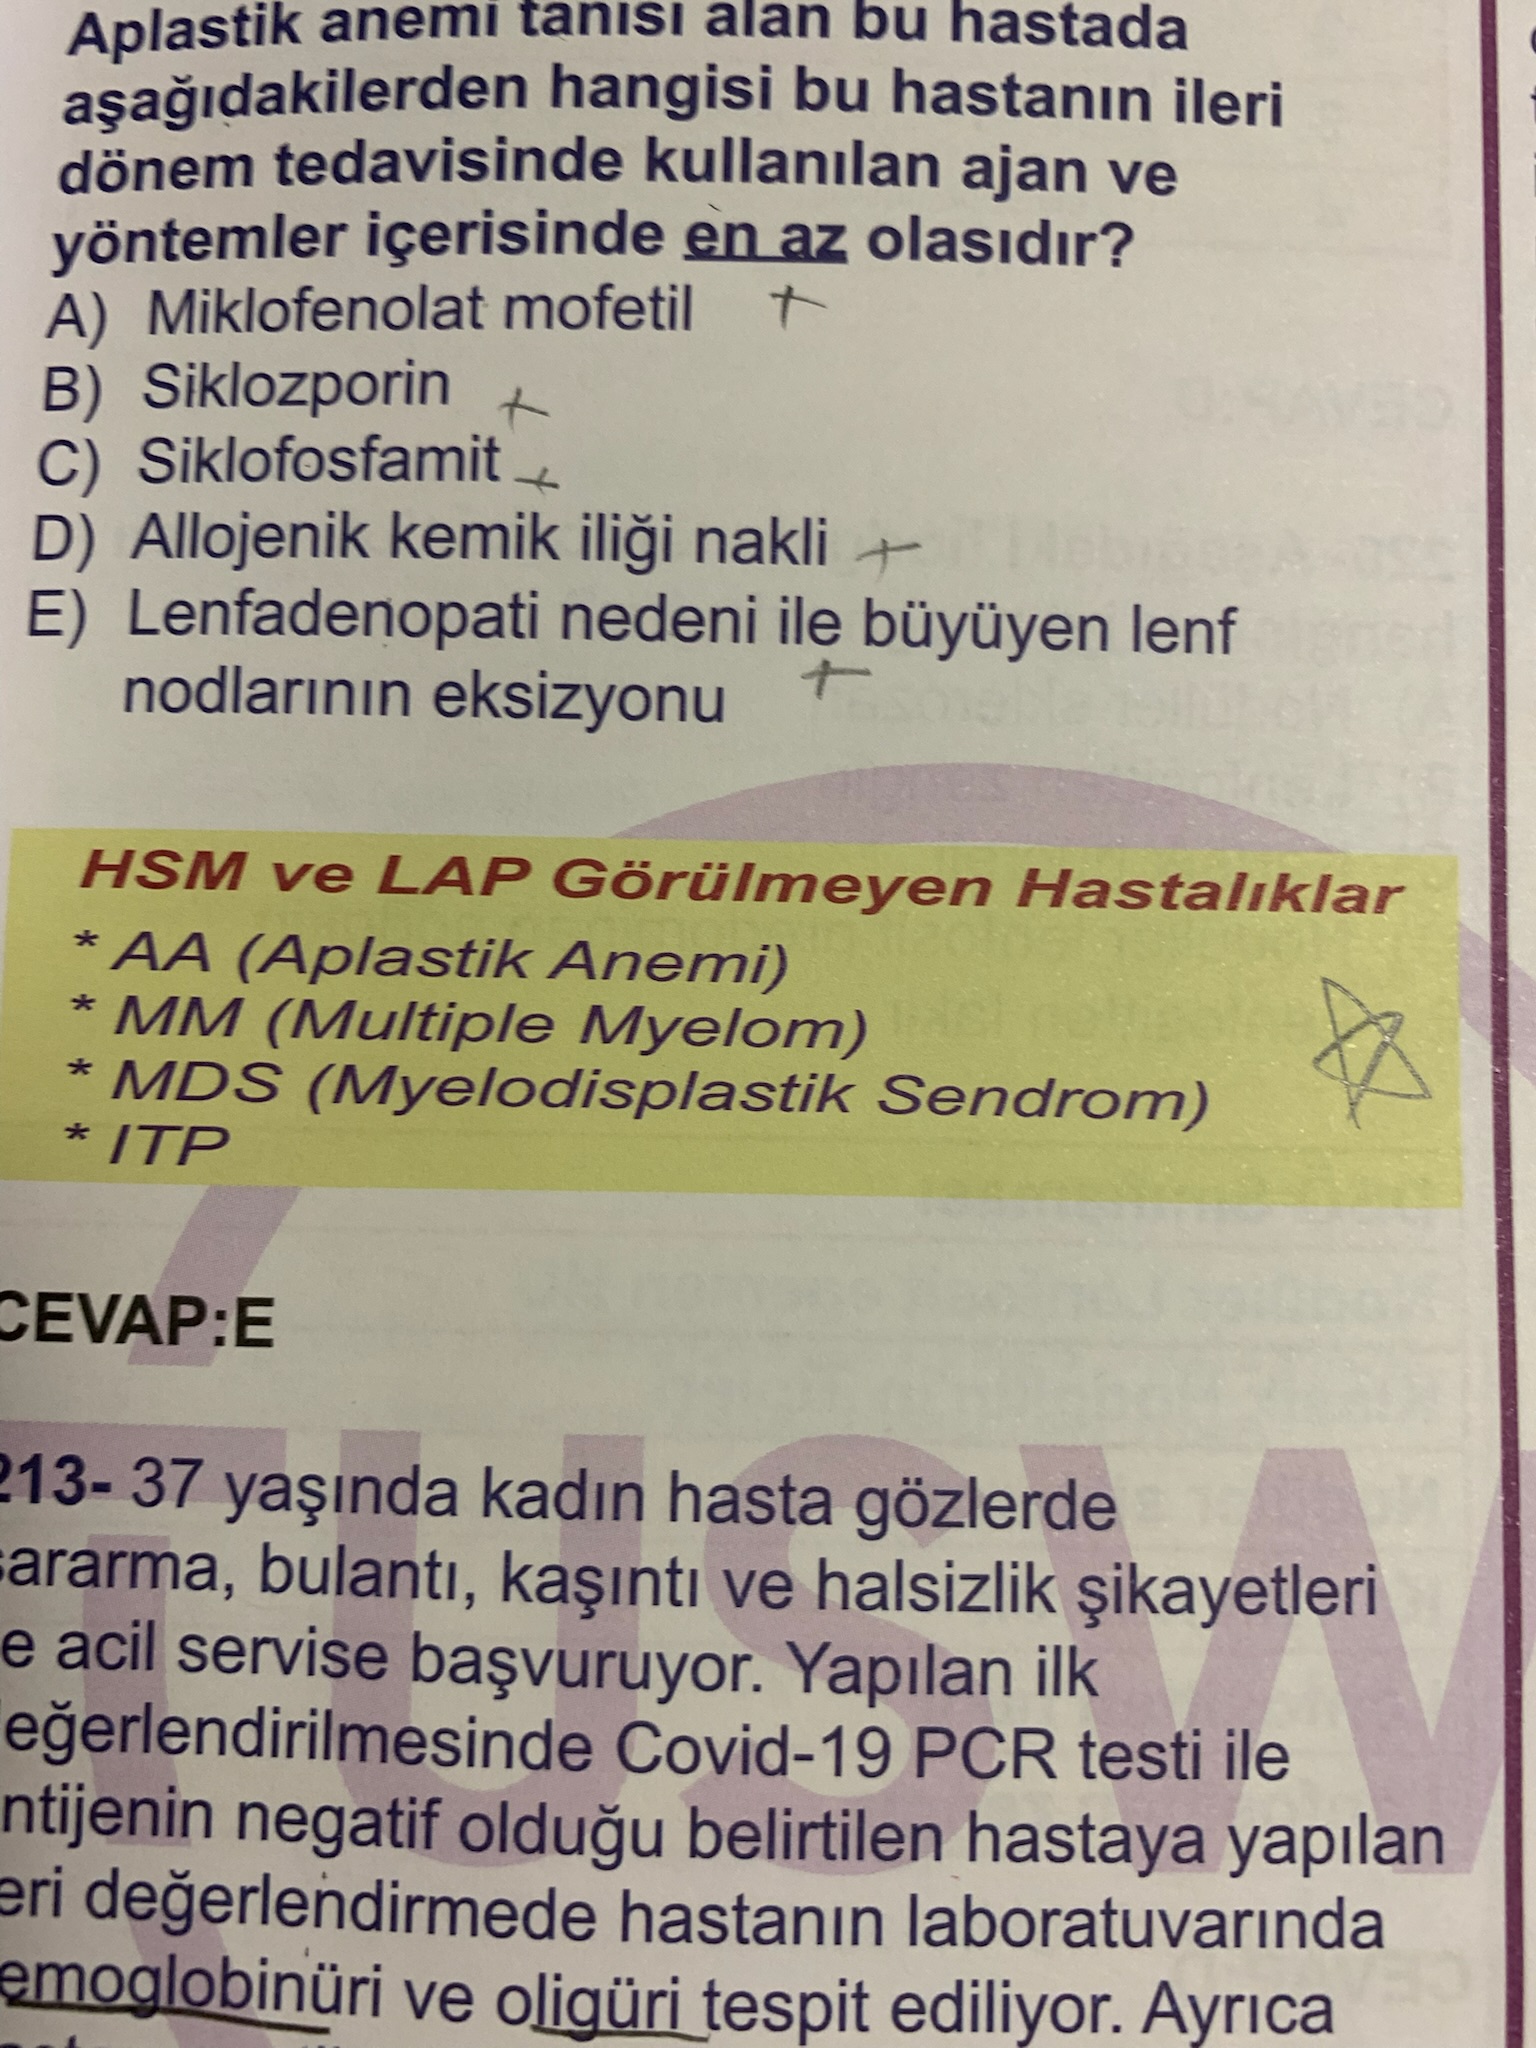 Aplastik anemi tanısı alan bu hastada
aşağıdakilerden hangisi bu hastanın ileri
dönem tedavisinde kullanılan ajan ve
yöntemler içerisinde en az olasıdır?
A) Miklofenolat mofetil
B) Siklozporin
C) Siklofosfamit
D) Allojenik kemik iliği nakli
E) Lenfadenopati nedeni ile büyüyen lenf
nodlarının eksizyonu
HSM ve LAP Görülmeyen Hastalıklar
* AA (Aplastik Anemi)
* MM (Multiple Myelom)
* MDS (Myelodisplastik Sendrom)
* ITP
CEVAP:E
213- 37 yaşında kadın hasta gözlerde
sararma, bulantı, kaşıntı ve halsizlik şikayetleri
e acil servise başvuruyor. Yapılan ilk
eğerlendirilmesinde Covid-19 PCR testi ile
ntijenin negatif olduğu belirtilen hastaya yapılan
eri değerlendirmede hastanın laboratuvarında
emoglobinüri ve oligüri tespit ediliyor. Ayrıca
TUSW